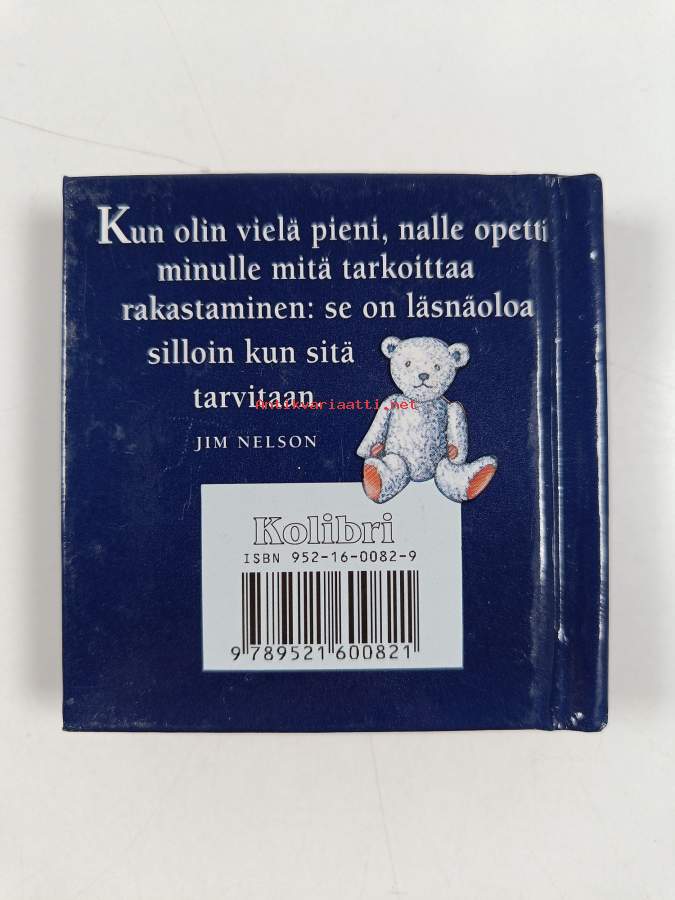 Kun olin vielä pieni, nalle opetti
minulle mitä tarkoittaa
rakastaminen: se on läsnäoloa
silloin kun sitä
tarvitaan
Antikvariaatti.net
JIM NELSON
Kolibri
ISBN 952-16-0082-9
9 789521 600821